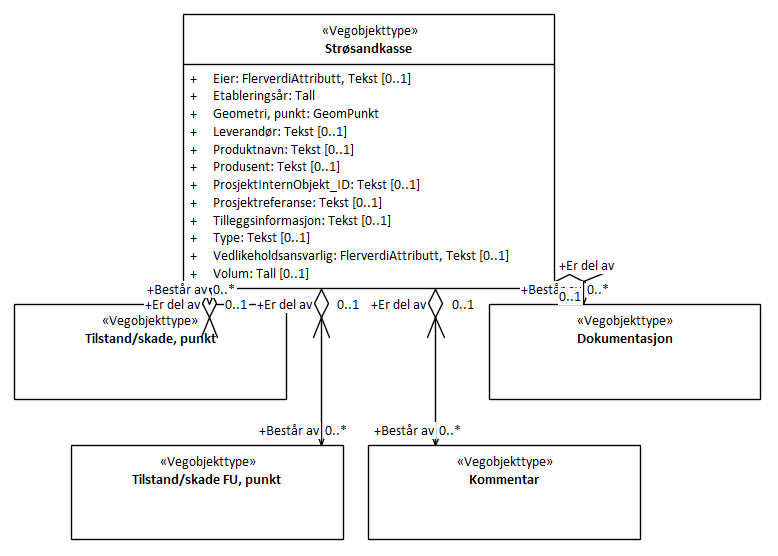 «Vegobjekttype»
Strøsandkasse
+ Eier: FlerverdiAttributt, Tekst [0..1]
+ Etableringsår: Tall
+ Geometri, punkt: GeomPunkt
+ Leverandør: Tekst [0..1]
+ Produktnavn: Tekst [0..1]
+ Produsent: Tekst [0..1]
+ ProsjektInternObjekt_ID: Tekst [0..1]
+ Prosjektreferanse: Tekst [0..1]
+ Tilleggsinformasjon: Tekst [0..1]
+ Type: Tekst [0..1]
+ Vedlikeholdsansvarlig: FlerverdiAttributt, Tekst [0..1]
+ Volum: Tall [0..1]
+Er del av
+Består av 0..*
+Består 0..*
0..1
+Er del av 0..1
+Er del av 0..1
+Er del av 0..1
«Vegobjekttype»
Tilstand/skade, punkt
«Vegobjekttype»
Dokumentasjon
+Består av 0..*
+Består av 0..*
«Vegobjekttype»
Tilstand/skade FU, punkt
«Vegobjekttype»
Kommentar